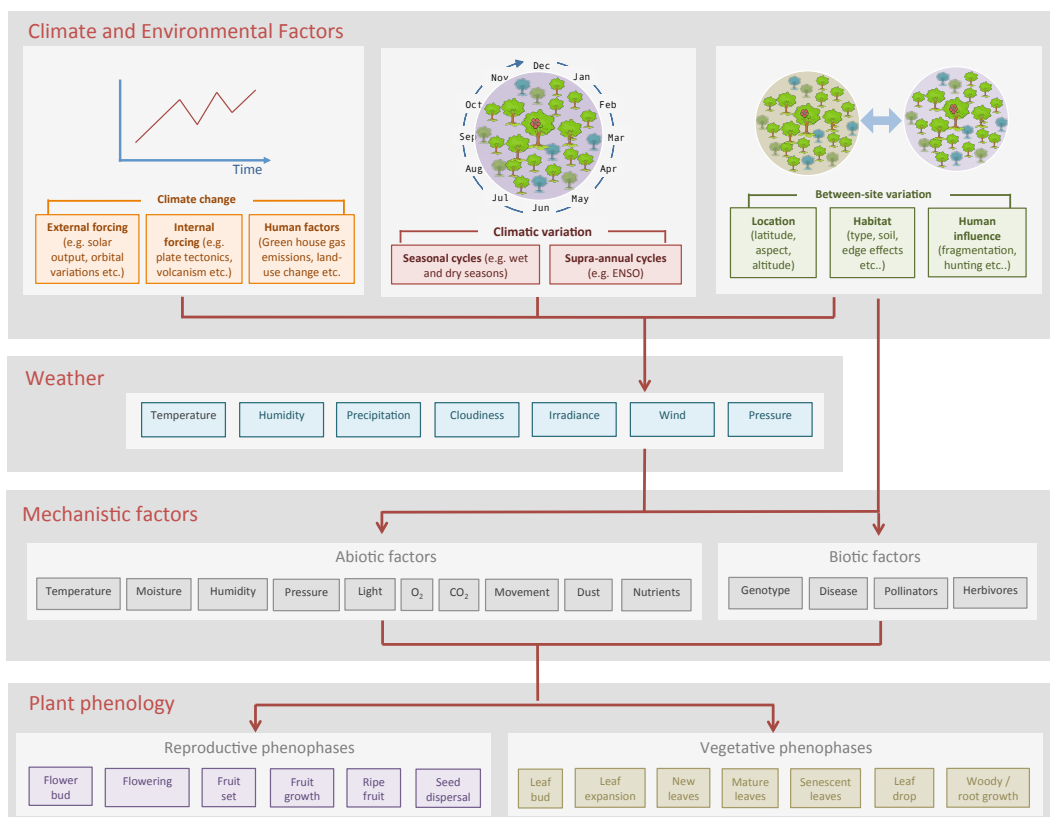 Climate and Environmental Factors
Time
Climate change
External forcing
(e.g. solar
output, orbital
variations etc.)
Internal
forcing (e.g.
plate tectonics,
volcanism etc.)
Human factors
(Green house gas
emissions, land-
use change etc.
Dec
Jan
Feb
Mar
Apr
May
Jun
Jul
Aug
Sep
Oct
Nov
Climatic variation
Seasonal cycles (e.g. wet
and dry seasons)
Supra-annual cycles
(e.g. ENSO)
Between-site variation
Location
(latitude,
aspect,
altitude)
Habitat
(type, soil,
edge effects
etc..)
Human
influence
(fragmentation,
hunting etc..)
Weather
Temperature
Humidity
Precipitation
Cloudiness
Irradiance
Wind
Pressure
Mechanistic factors
Abiotic factors
Temperature
Moisture
Humidity
Pressure
Light
O₂
CO₂
Movement
Dust
Nutrients
Biotic factors
Genotype
Disease
Pollinators
Herbivores
Plant phenology
Reproductive phenophases
Flower
bud
Flowering
Fruit
set
Fruit
growth
Ripe
fruit
Seed
dispersal
Vegetative phenophases
Leaf
bud
Leaf
expansion
New
leaves
Mature
leaves
Senescent
leaves
Leaf
drop
Woody /
root growth